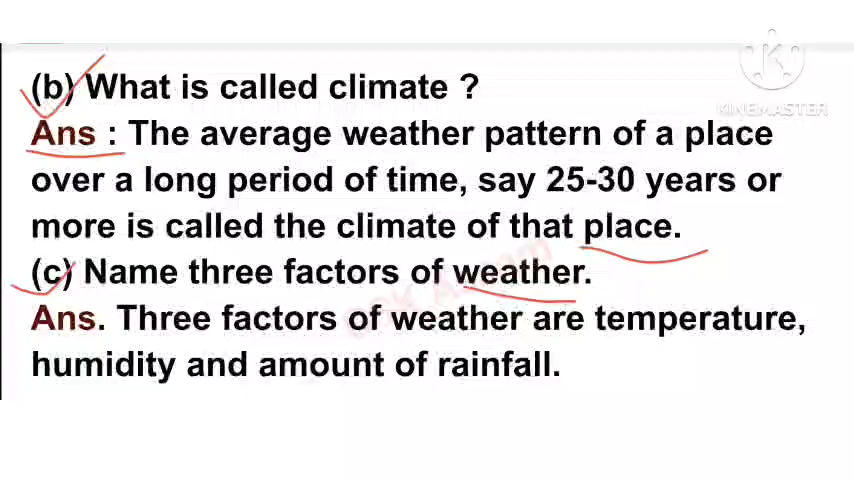 (b) What is called climate ?
KINEMASTER
Ans : The average weather pattern of a place
over a long period of time, say 25-30 years or
more is called the climate of that place.
(c) Name three factors of weather.
Ans. Three factors of weather are temperature,
humidity and amount of rainfall.